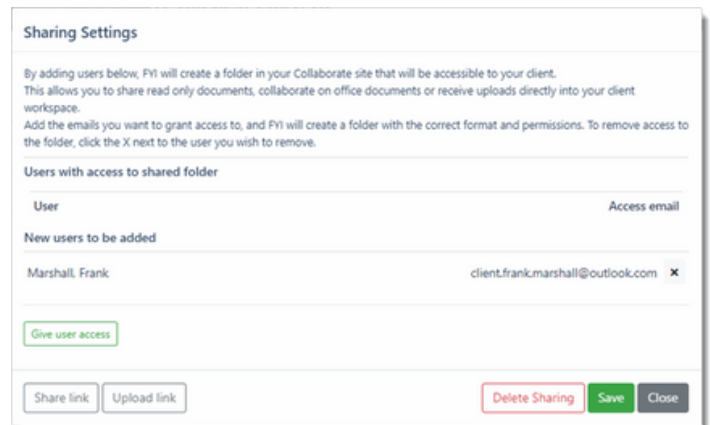 Sharing Settings
By adding users below, FYI will create a folder in your Collaborate site that will be accessible to your client.
This allows you to share read only documents, collaborate on office documents or receive uploads directly into your client
workspace.
Add the emails you want to grant access to, and FYI will create a folder with the correct format and permissions. To remove access to
the folder, click the X next to the user you wish to remove.
Users with access to shared folder
User Access email
New users to be added
Marshall, Frank client.frank.marshall@outlook.com ×
Give user access
Share link Upload link Delete Sharing Save Close